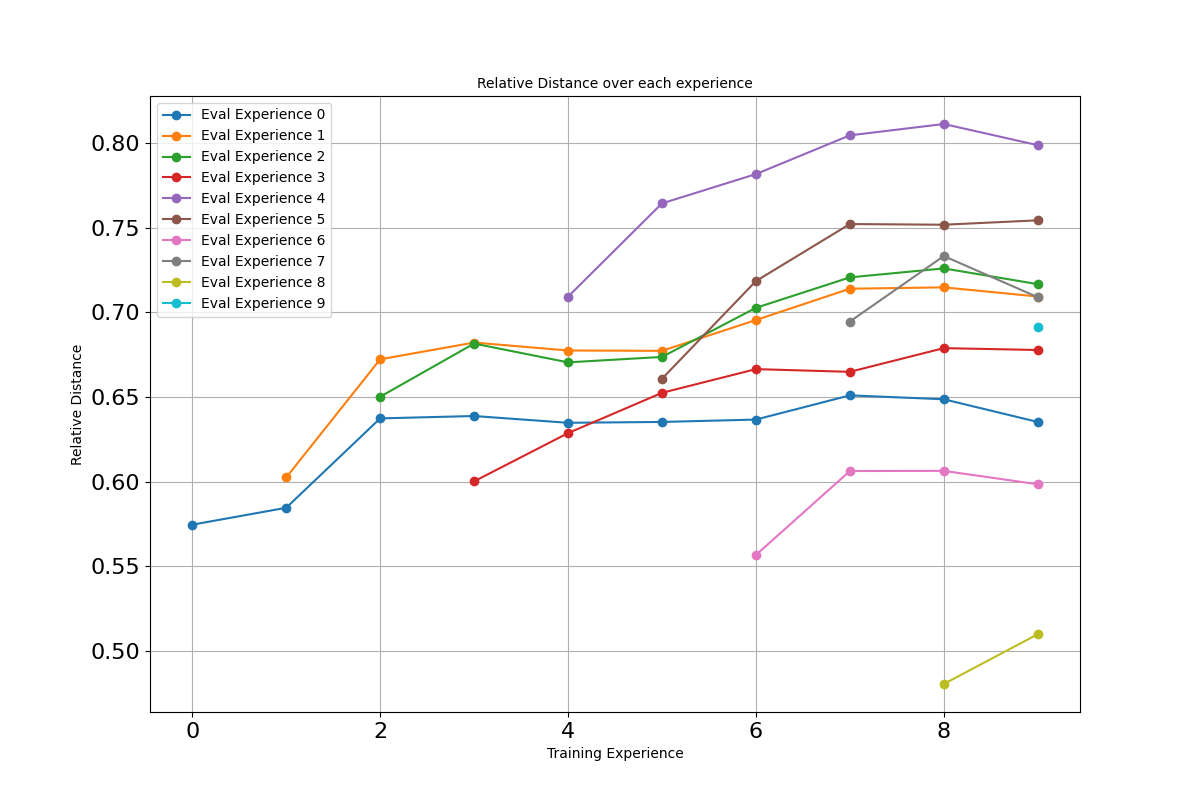 Relative Distance over each experience
Eval Experience 0
Eval Experience 1
Eval Experience 2
Eval Experience 3
Eval Experience 4
Eval Experience 5
Eval Experience 6
Eval Experience 7
Eval Experience 8
Eval Experience 9
0.80
0.75
0.70
0.65
0.60
0.55
0.50
Relative Distance
0 2 4 6 8
Training Experience